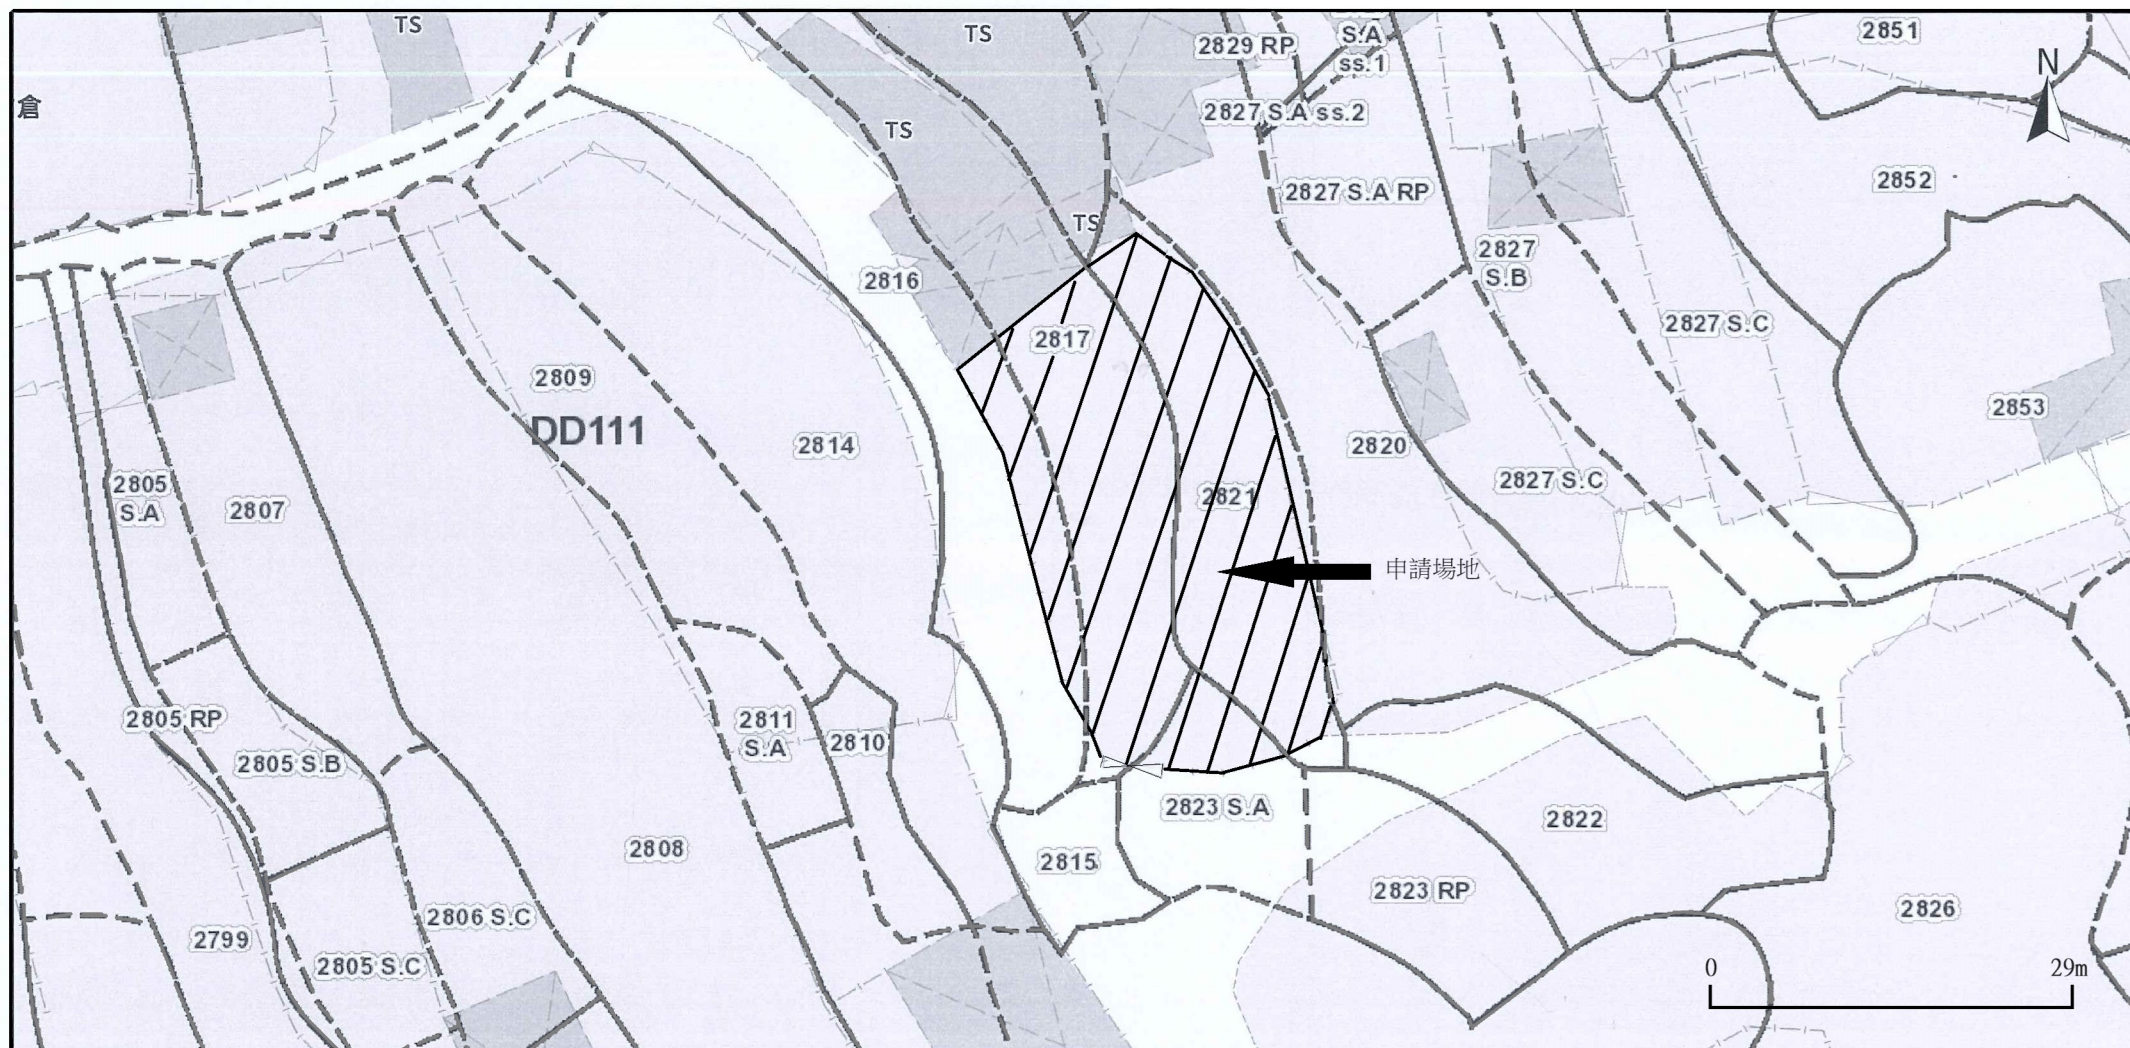 TS
TS
2829 RP
S.A
ss.1
2851
N
倉
TS
2827 S.A ss.2
2852
2827 S.A RP
TS
2816
2827
S.B
2827 S.C
2817
2809
DD111
2853
2814
2820
2805
S.A
2807
2821
2827 S.C
申請場地
2805 RP
2811
S.A
2810
2805 S.B
2823 S.A
2822
2808
2815
2823 RP
2826
2806 S.C
2799
2805 S.C
0
29m